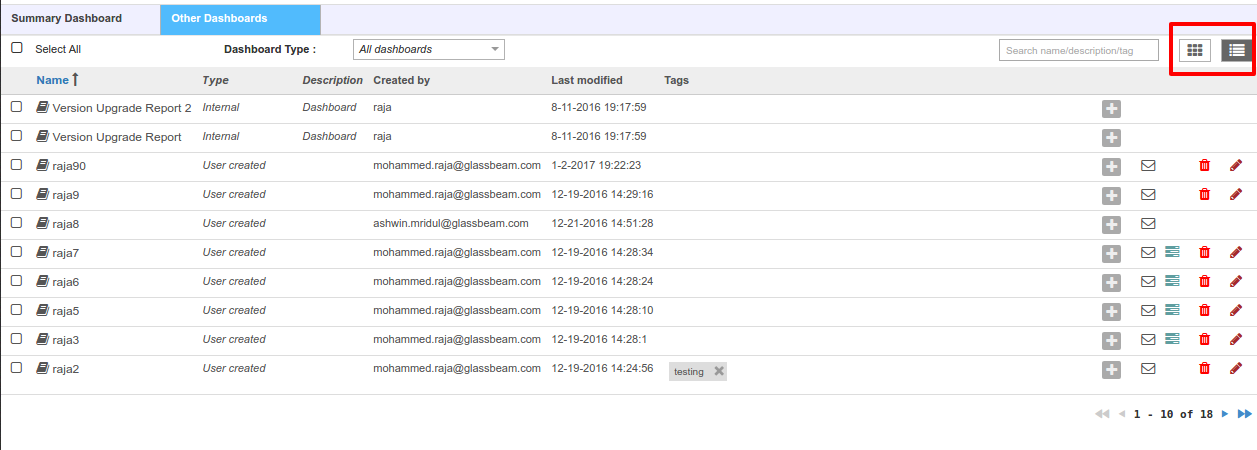 Summary Dashboard Other Dashboards
Select All Dashboard Type : All dashboards Search name/description/tag
Name Type Description Created by Last modified Tags
Version Upgrade Report 2 Internal Dashboard raja 8-11-2016 19:17:59
Version Upgrade Report Internal Dashboard raja 8-11-2016 19:17:59
raja90 User created mohammed.raja@glassbeam.com 1-2-2017 19:22:23
raja9 User created mohammed.raja@glassbeam.com 12-19-2016 14:29:16
raja8 User created ashwin.mridul@glassbeam.com 12-21-2016 14:51:28
raja7 User created mohammed.raja@glassbeam.com 12-19-2016 14:28:34
raja6 User created mohammed.raja@glassbeam.com 12-19-2016 14:28:24
raja5 User created mohammed.raja@glassbeam.com 12-19-2016 14:28:10
raja3 User created mohammed.raja@glassbeam.com 12-19-2016 14:28:1
raja2 User created mohammed.raja@glassbeam.com 12-19-2016 14:24:56 testing
1 - 10 of 18